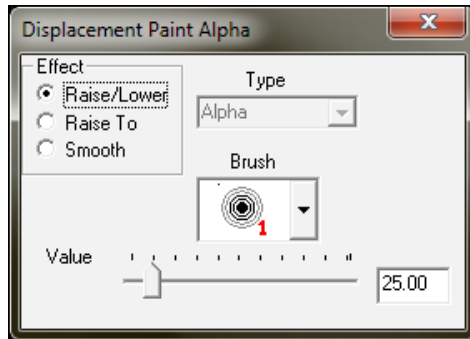 Displacement Paint Alpha
Effect
Raise/Lower
Raise To
Smooth
Type
Alpha
Brush
1
Value
25.00